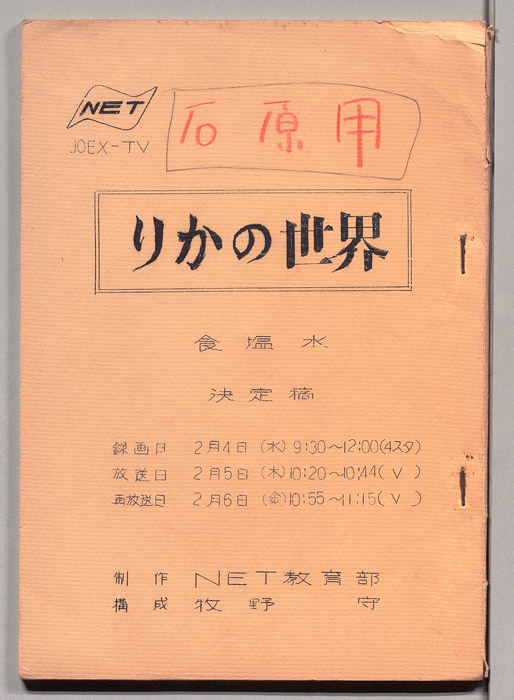 NET
石原用
JOEX-TV
りかの世界
食塩水
決定稿
録画日 2月4日 (水) 9:30~12:00(4スタ)
放送日 2月5日 (木) 10:20~10:44( V )
再放送日 2月6日 (金) 10:55~11:15( V )
制作 NET教育部
構成 牧野 守